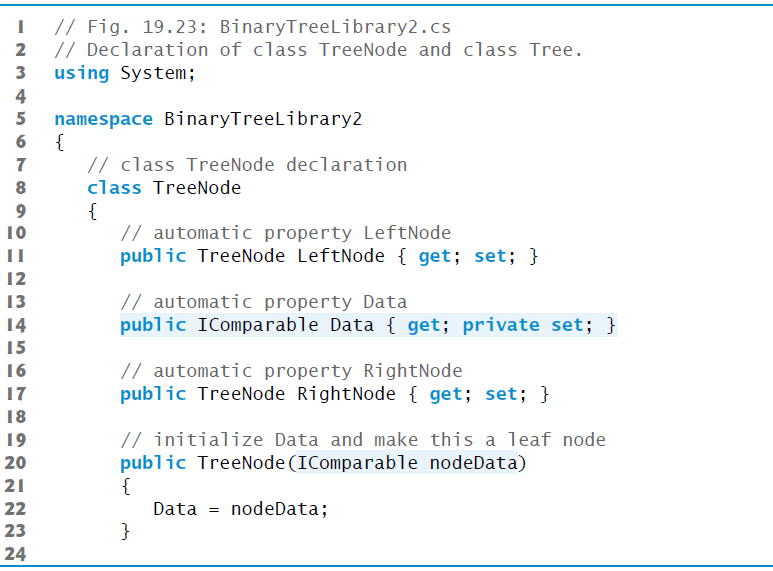 1 // Fig. 19.23: BinaryTreeLibrary2.cs
2 // Declaration of class TreeNode and class Tree.
3 using System;
4
5 namespace BinaryTreeLibrary2
6 {
7 // class TreeNode declaration
8 class TreeNode
9 {
10 // automatic property LeftNode
11 public TreeNode LeftNode { get; set; }
12
13 // automatic property Data
14 public IComparable Data { get; private set; }
15
16 // automatic property RightNode
17 public TreeNode RightNode { get; set; }
18
19 // initialize Data and make this a leaf node
20 public TreeNode(IComparable nodeData)
21 {
22 Data = nodeData;
23 }
24